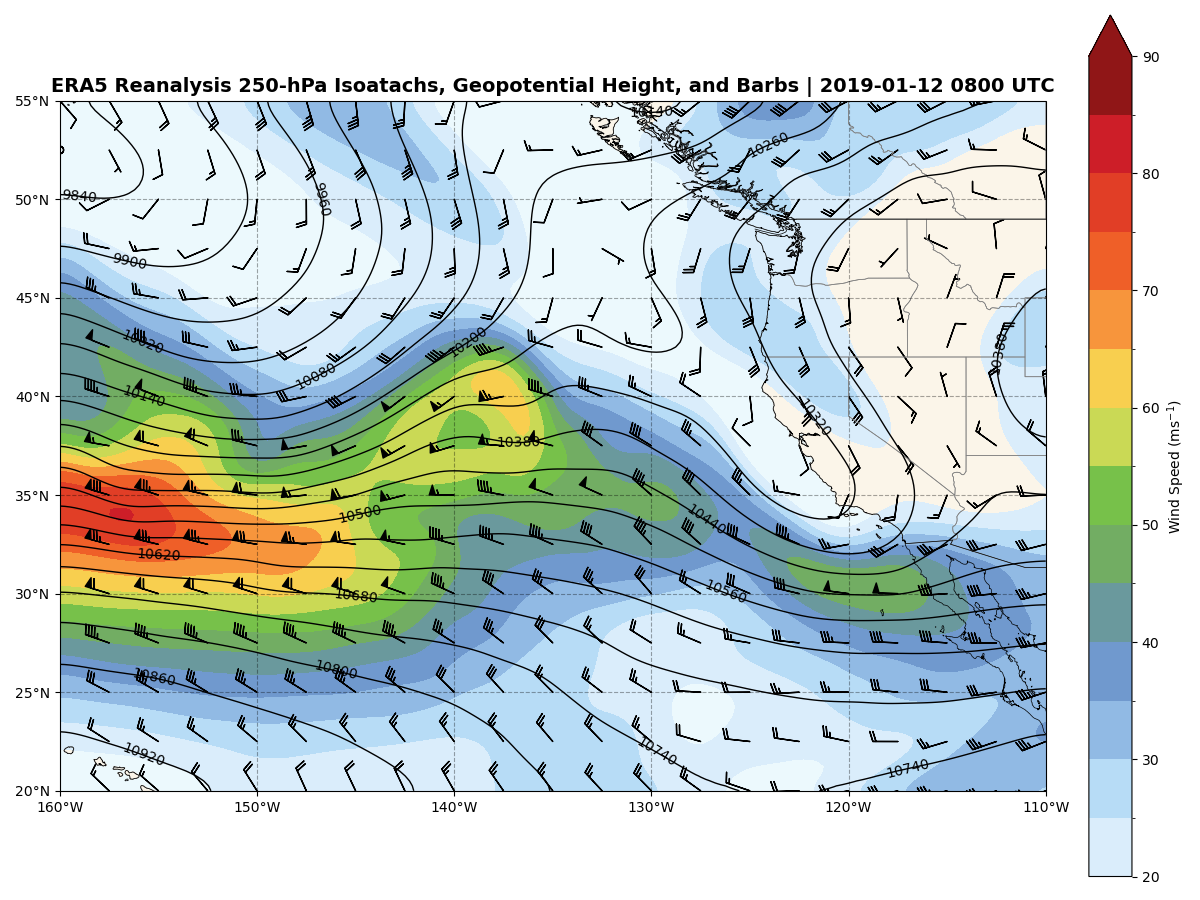 ERA5 Reanalysis 250-hPa Isoatachs, Geopotential Height, and Barbs | 2019-01-12 0800 UTC
55°N
50°N
45°N
40°N
35°N
30°N
25°N
20°N
160°W
150°W
140°W
130°W
120°W
110°W
10140
10260
9840
9960
9900
10020
10200
10080
10140
10380
10320
10380
10500
10440
10620
10680
10560
10800
10860
10920
10740
10740
90
80
70
60
50
40
30
20
Wind Speed (ms⁻¹)